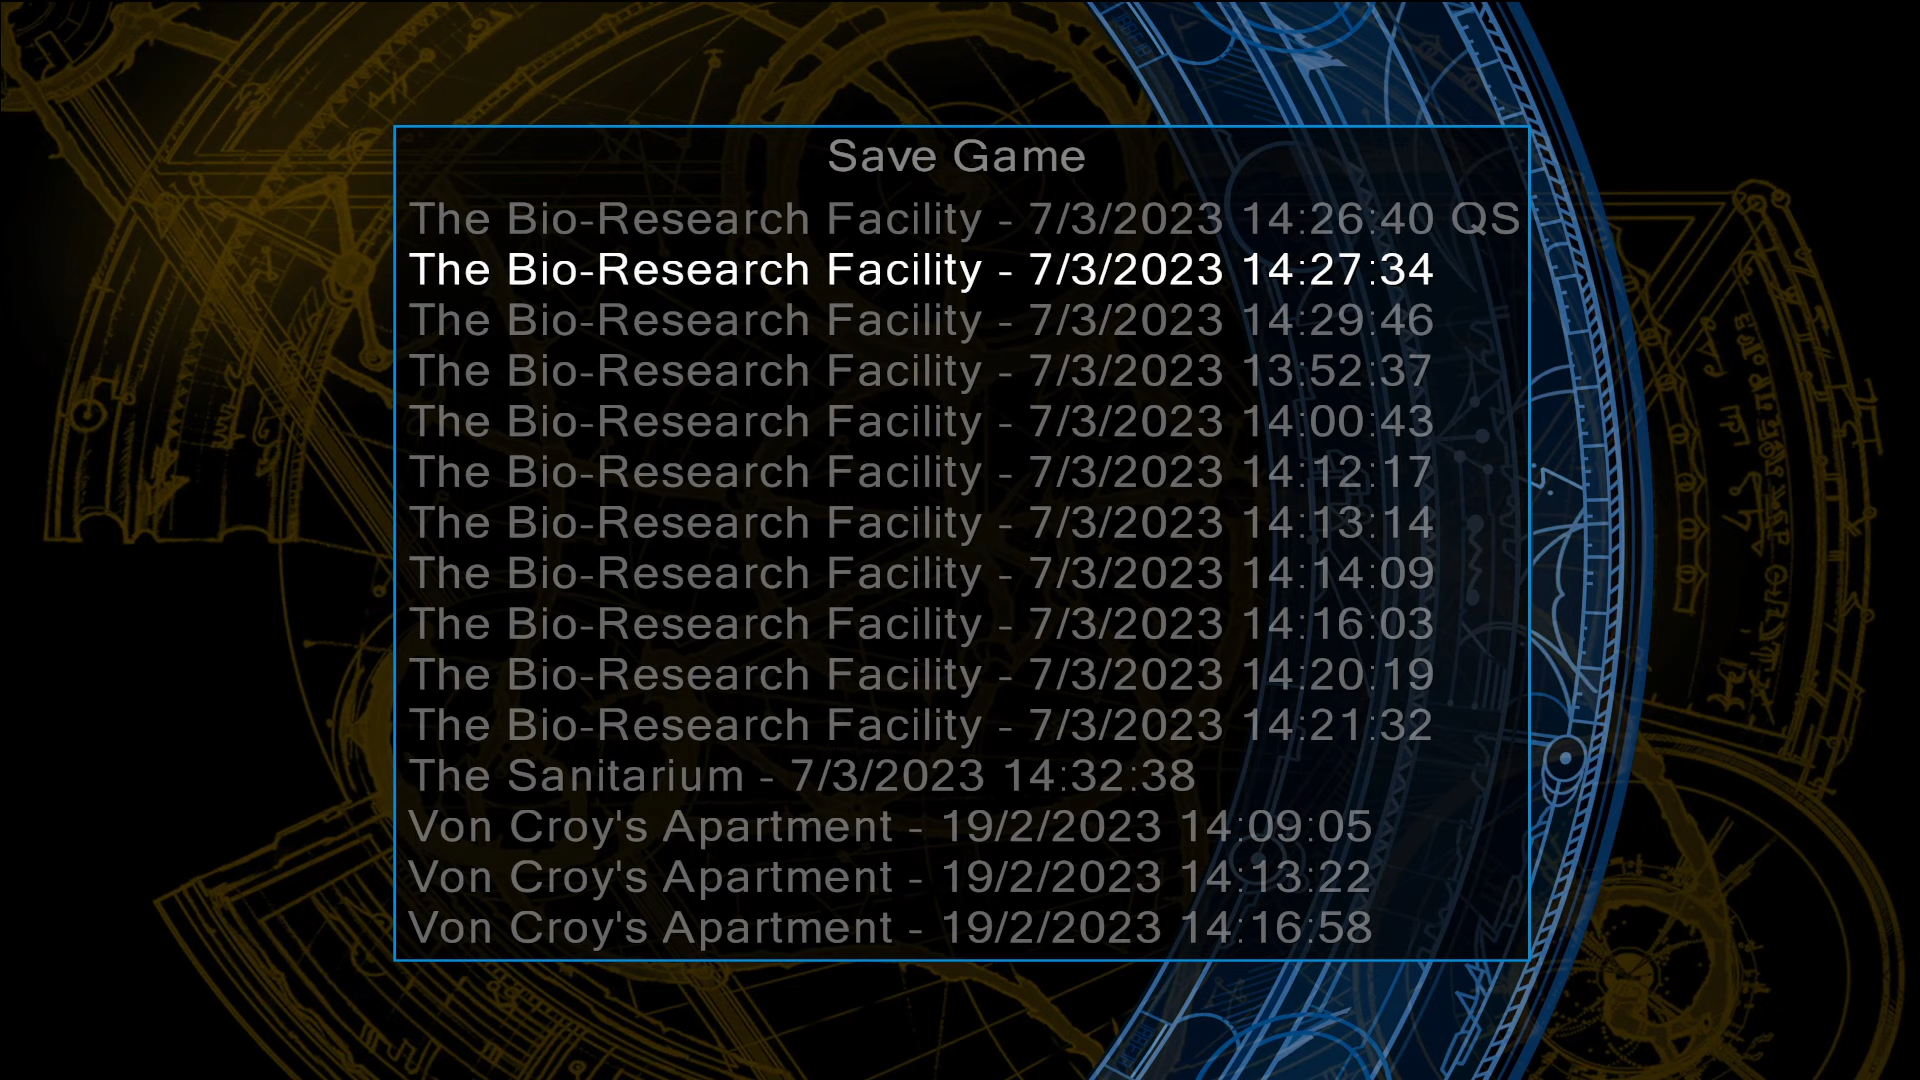 Save Game
The Bio-Research Facility - 7/3/2023 14:26:40 QS
The Bio-Research Facility - 7/3/2023 14:27:34
The Bio-Research Facility - 7/3/2023 14:29:46
The Bio-Research Facility - 7/3/2023 13:52:37
The Bio-Research Facility - 7/3/2023 14:00:43
The Bio-Research Facility - 7/3/2023 14:12:17
The Bio-Research Facility - 7/3/2023 14:13:14
The Bio-Research Facility - 7/3/2023 14:14:09
The Bio-Research Facility - 7/3/2023 14:16:03
The Bio-Research Facility - 7/3/2023 14:20:19
The Bio-Research Facility - 7/3/2023 14:21:32
The Sanitarium - 7/3/2023 14:32:38
Von Croy's Apartment - 19/2/2023 14:09:05
Von Croy's Apartment - 19/2/2023 14:13:22
Von Croy's Apartment - 19/2/2023 14:16:58